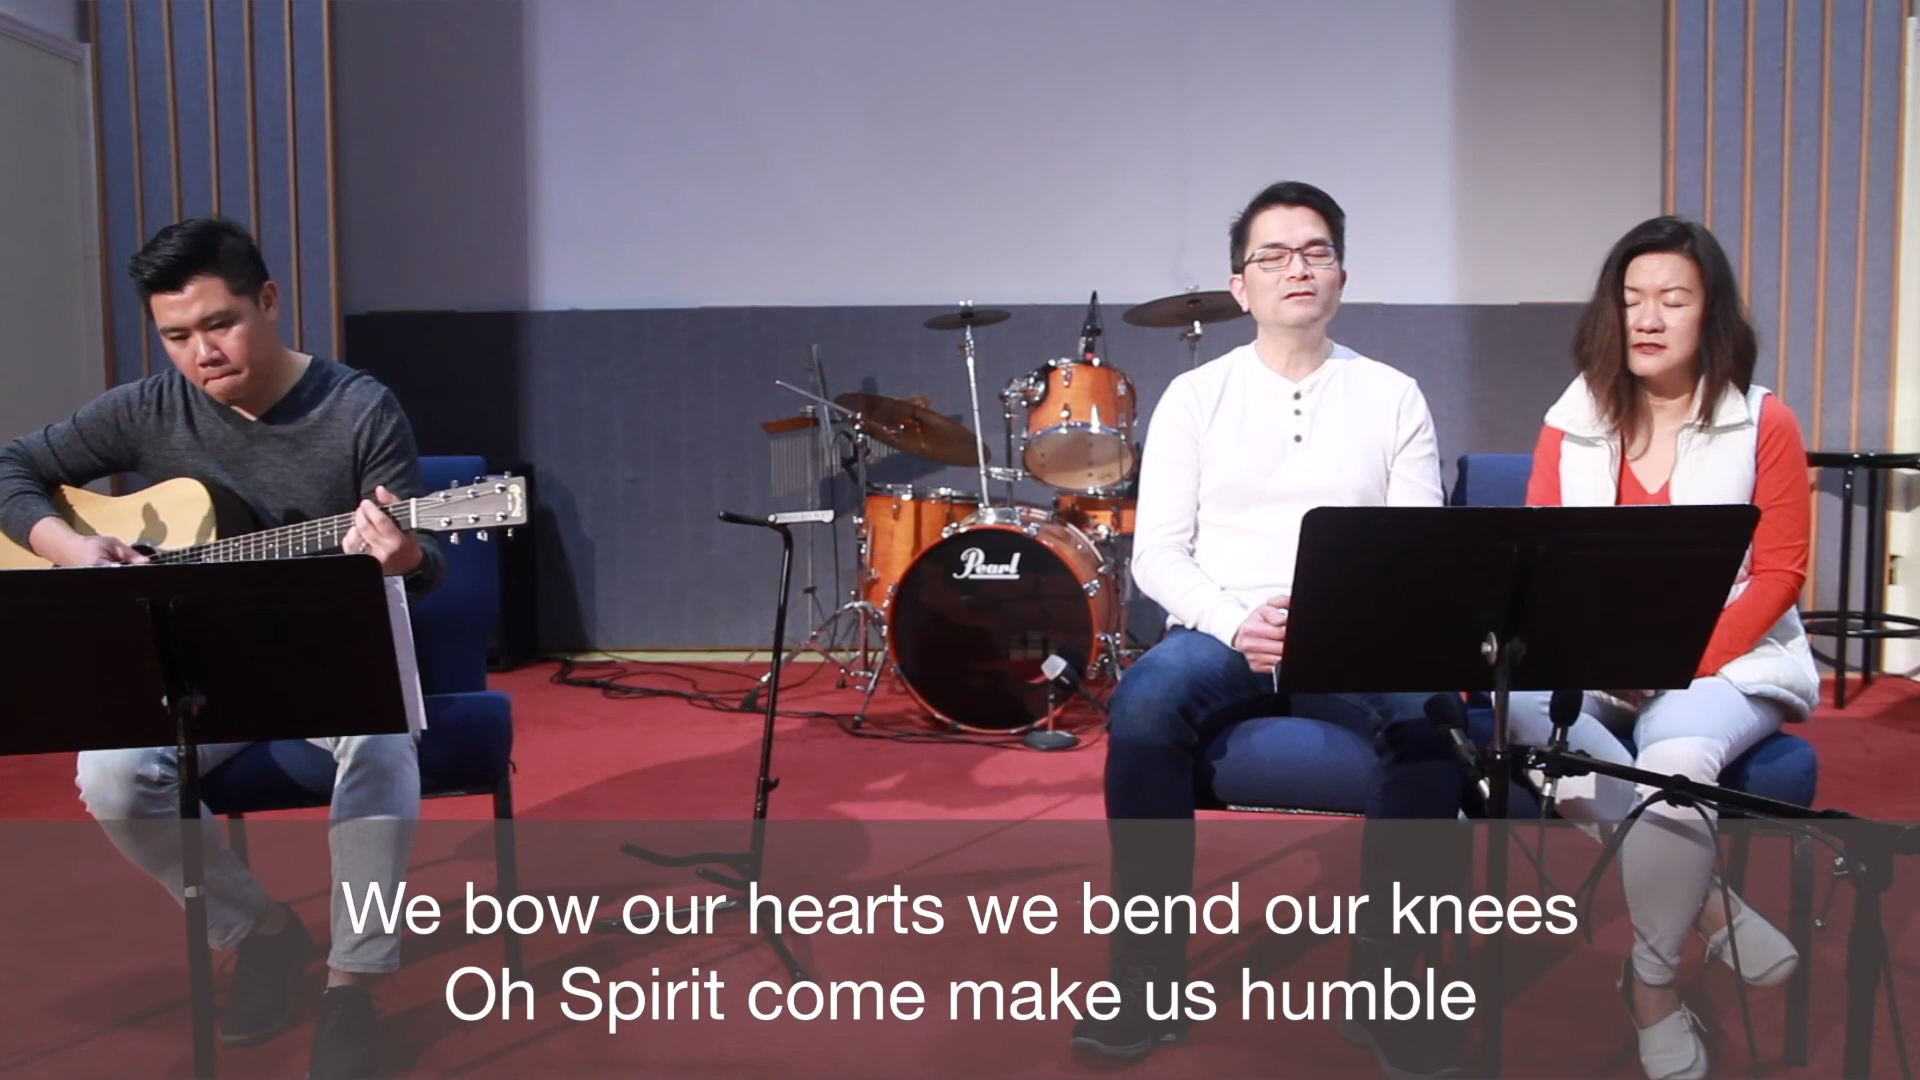 Pearl
We bow our hearts we bend our knees
Oh Spirit come make us humble